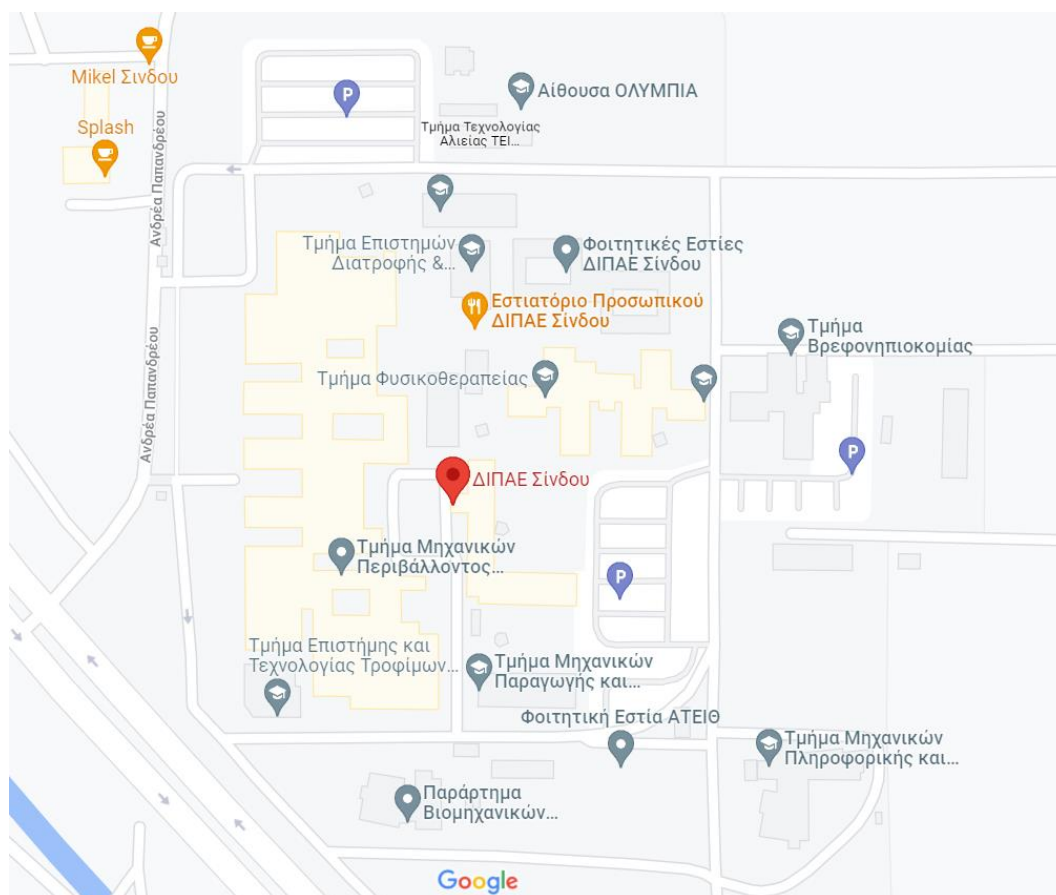 Mikel Σινδου
Splash
Ανδρέα Παπανδρέου
P
Αίθουσα ΟΛΥΜΠΙΑ
Τμήμα Τεχνολογίας
Αλιείας ΤΕΙ...
Τμήμα Επιστημών
Διατροφής &...
Φοιτητικές Εστίες
ΔΙΠΑΕ Σίνδου
Εστιατόριο Προσωπικού
ΔΙΠΑΕ Σίνδου
Ανδρέα Παπανδρέου
Τμήμα
Βρεφονηπιοκομίας
Τμήμα Φυσικοθεραπείας
Ανδρέα Παπανδρέου
P
ΔΙΠΑΕ Σίνδου
Τμήμα Μηχανικών
Περιβάλλοντος...
P
Τμήμα Επιστήμης και
Τεχνολογίας Τροφίμων...
Τμήμα Μηχανικών
Παραγωγής και...
Φοιτητική Εστία ΑΤΕΙΘ
Τμήμα Μηχανικών
Πληροφορικής και...
Παράρτημα
Βιομηχανικών...
Google